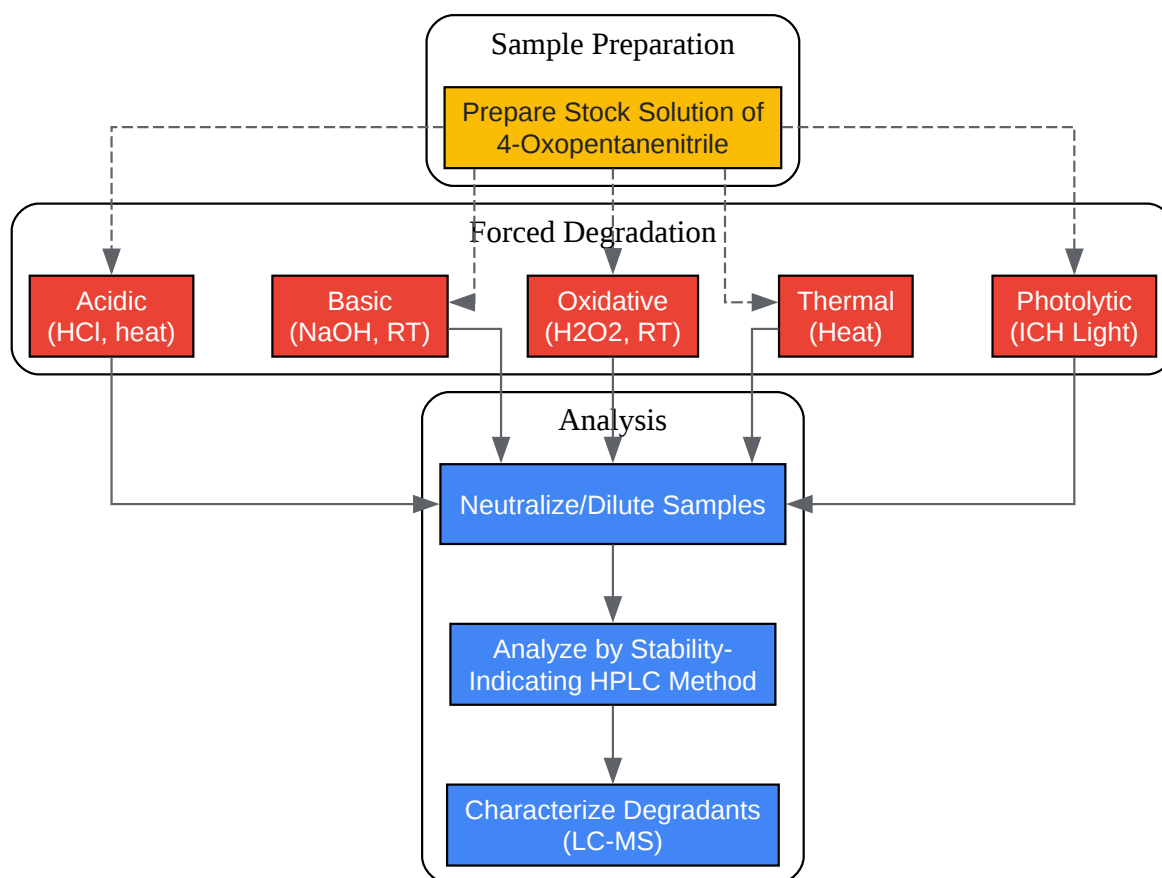 Sample Preparation
Prepare Stock Solution of
4-Oxopentanenitrile
Forced Degradation
Acidic
(HCl, heat)
Basic
(NaOH, RT)
Oxidative
(H2O2, RT)
Thermal
(Heat)
Photolytic
(ICH Light)
Analysis
Neutralize/Dilute Samples
Analyze by Stability-
Indicating HPLC Method
Characterize Degradants
(LC-MS)